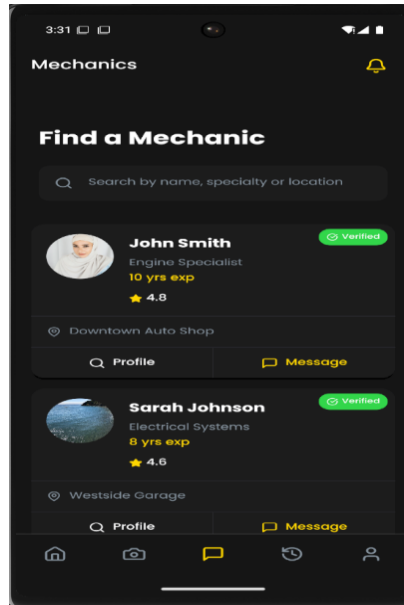 3:31
Mechanics
Find a Mechanic
Search by name, specialty or location
John Smith
Verified
Engine Specialist
10 yrs exp
4.8
Downtown Auto Shop
Profile
Message
Sarah Johnson
Verified
Electrical Systems
8 yrs exp
4.6
Westside Garage
Profile
Message